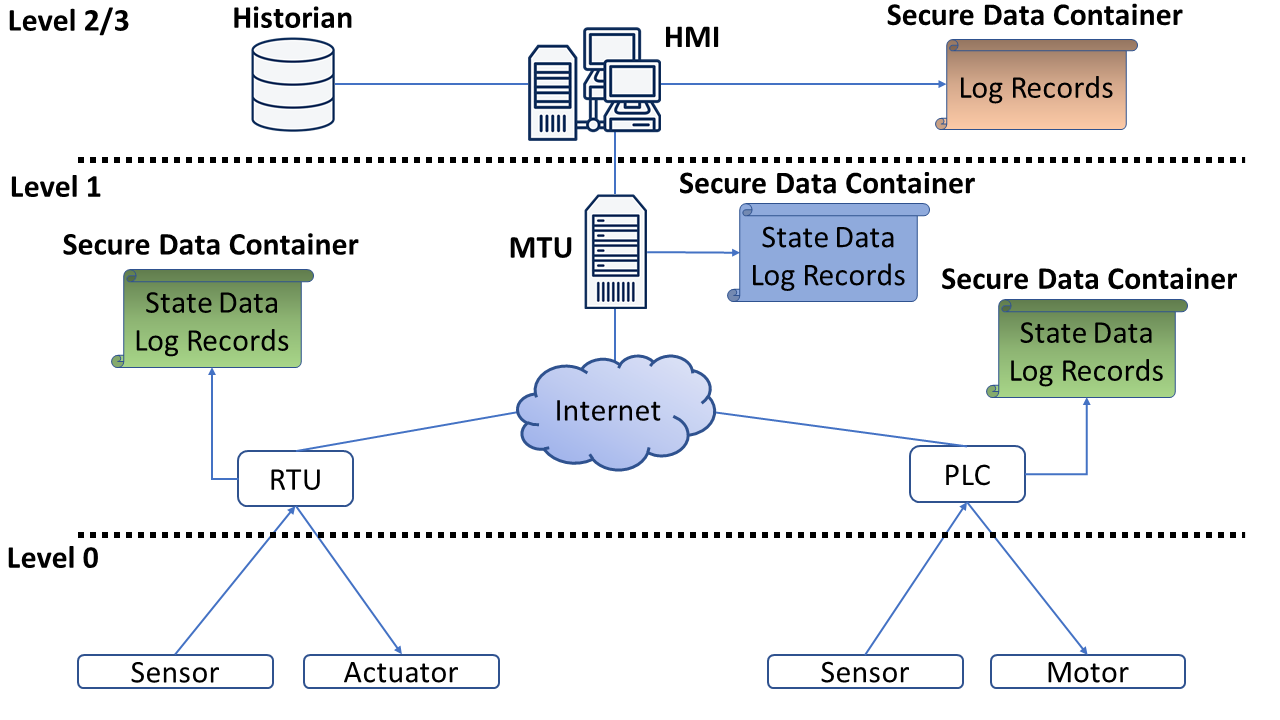 Level 2/3
Historian
HMI
Secure Data Container
Log Records
Level 1
Secure Data Container
MTU
State Data
Log Records
Secure Data Container
State Data
Log Records
Secure Data Container
State Data
Log Records
Internet
RTU
PLC
Level 0
Sensor
Actuator
Sensor
Motor